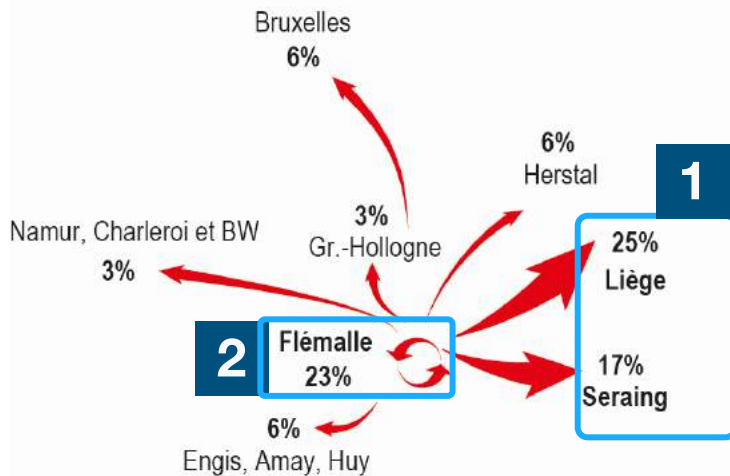 Bruxelles
6%
6%
Herstal
1
3%
Gr.-Hollogne
Namur, Charleroi et BW
3%
25%
Liège
2
Flémalle
23%
17%
Seraing
6%
Engis, Amay, Huy